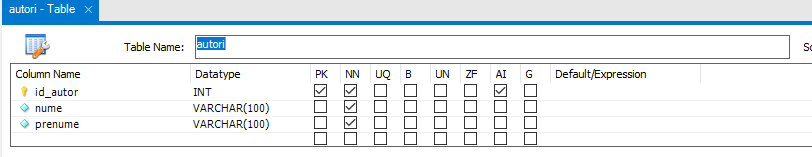 autori - Table ×
Table Name: autori
Column Name Datatype PK NN UQ B UN ZF AI G Default/Expression
id_autor INT
nume VARCHAR(100)
prenume VARCHAR(100)